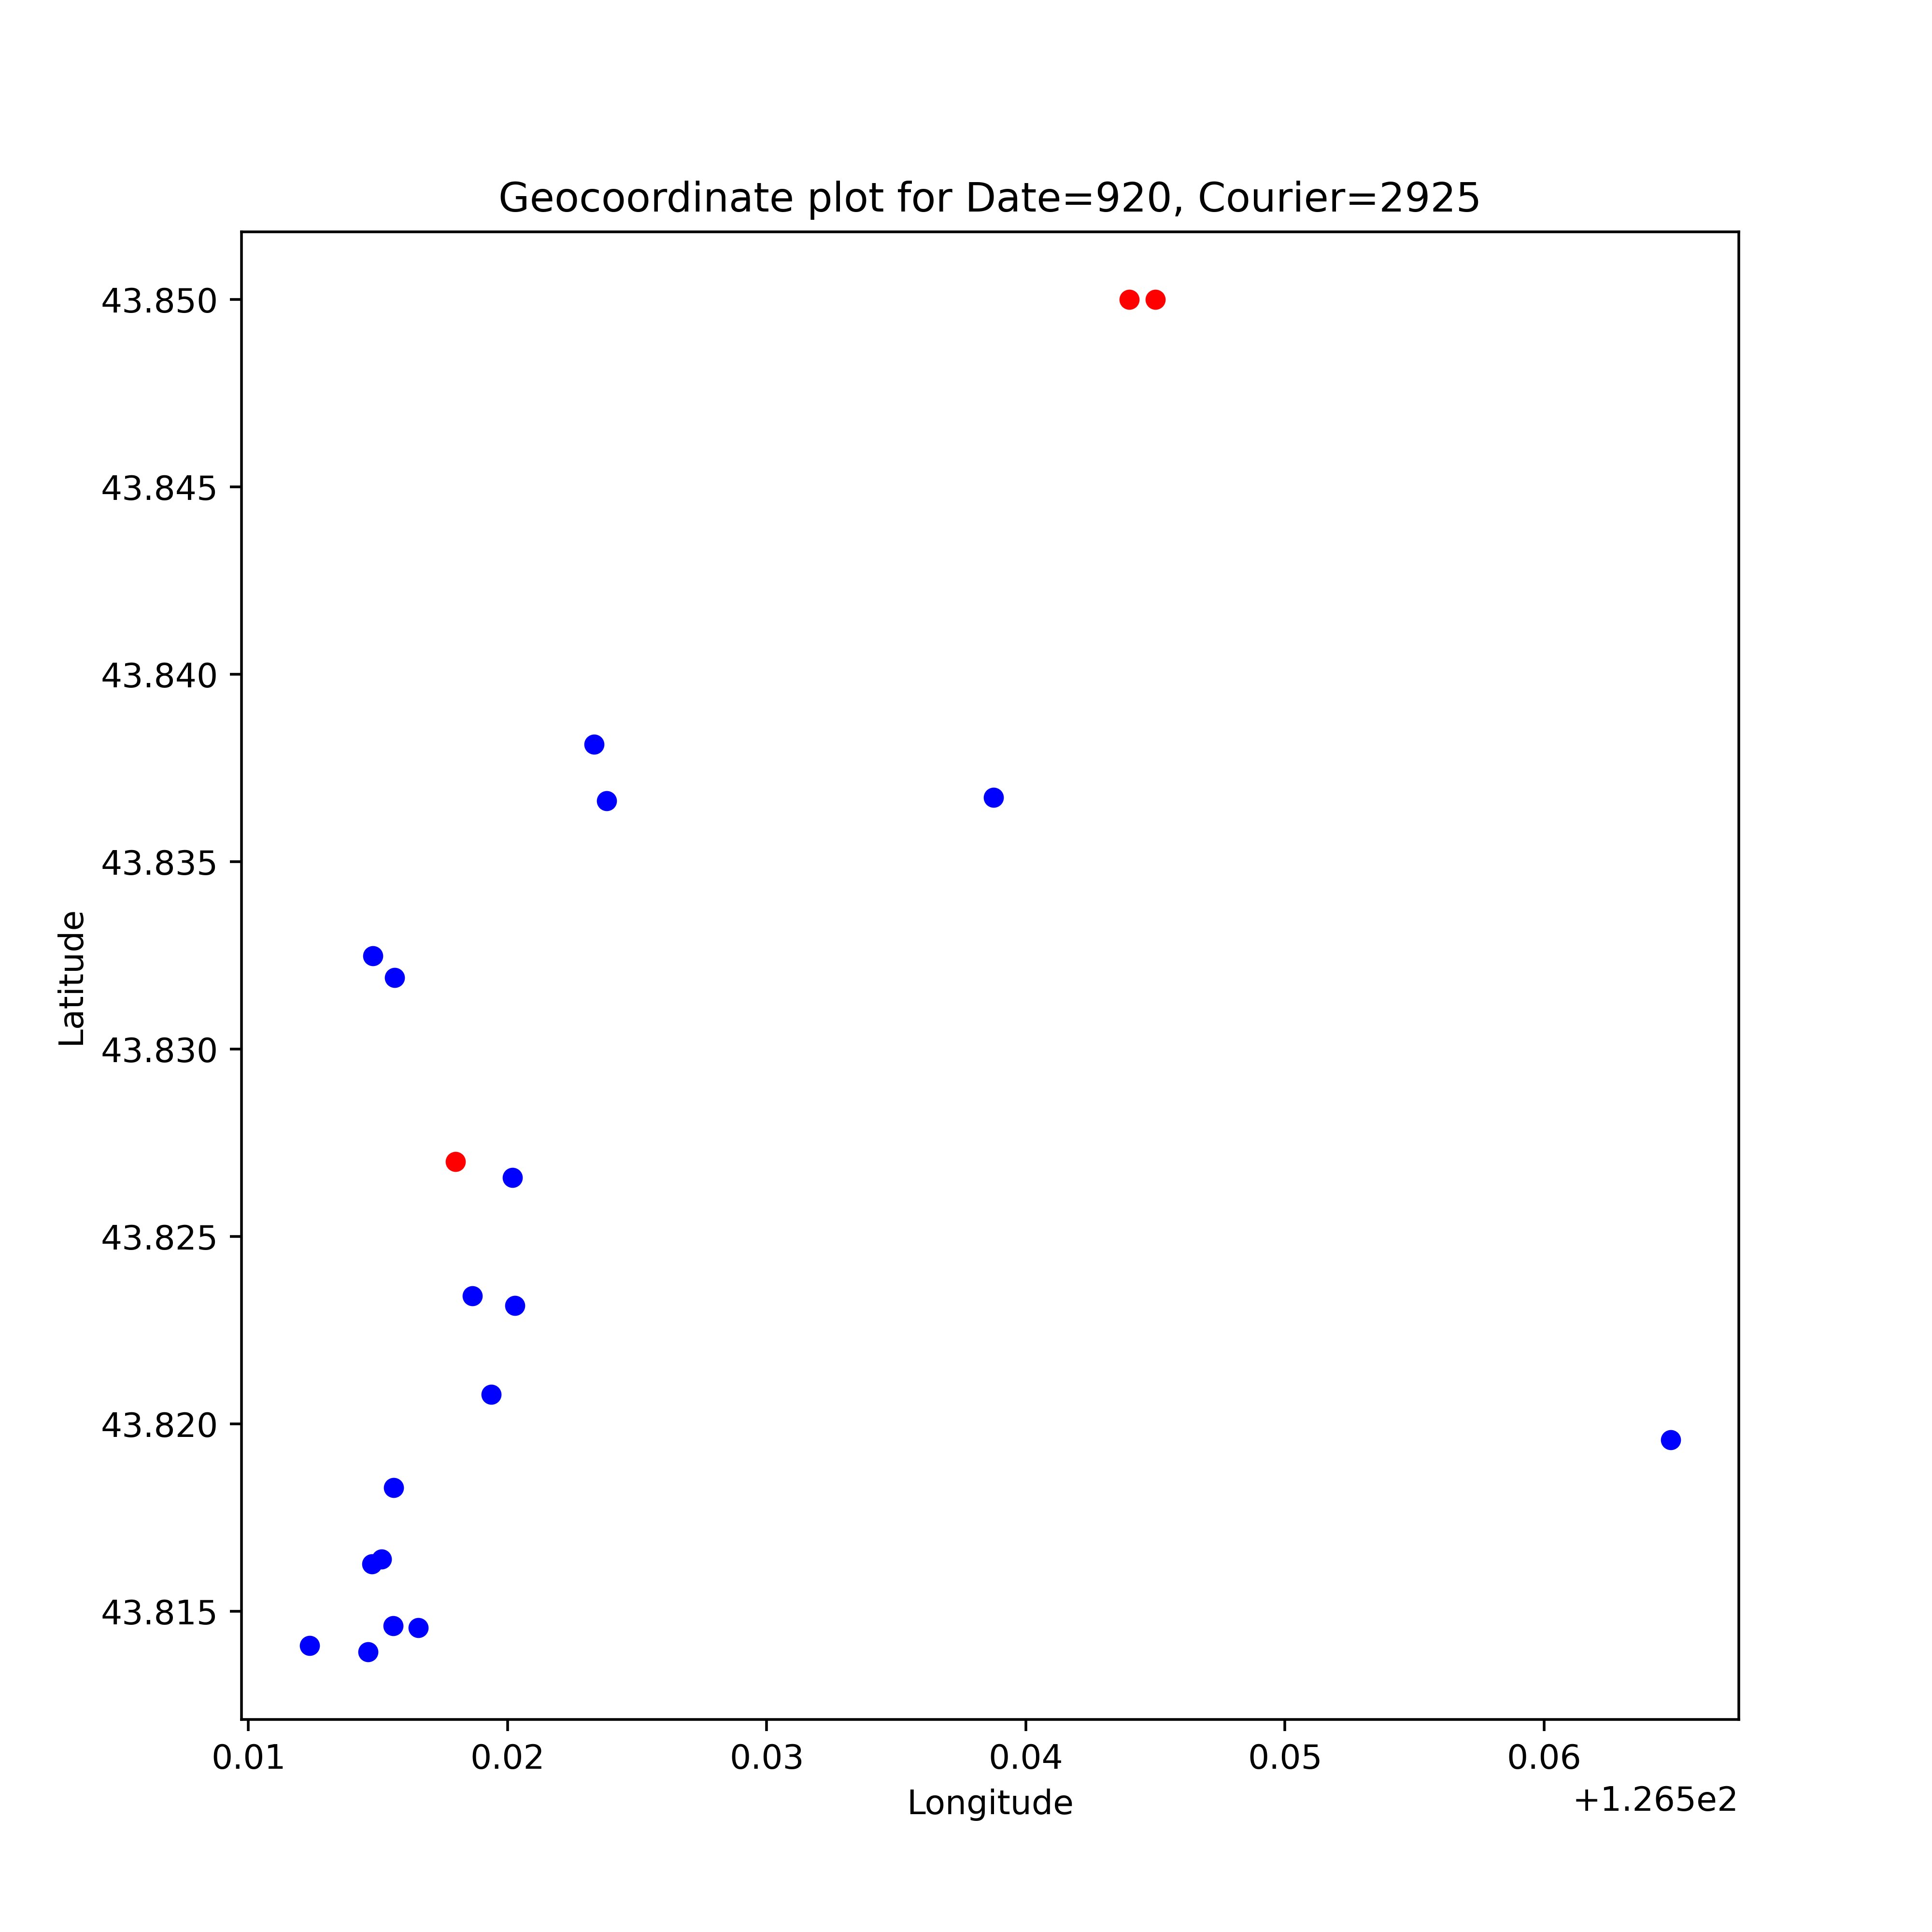 Geocoordinate plot for Date=920, Courier=2925
43.850
43.845
43.840
43.835
43.830
43.825
43.820
43.815
Latitude
0.01 0.02 0.03 0.04 0.05 0.06
+1.265e2
Longitude